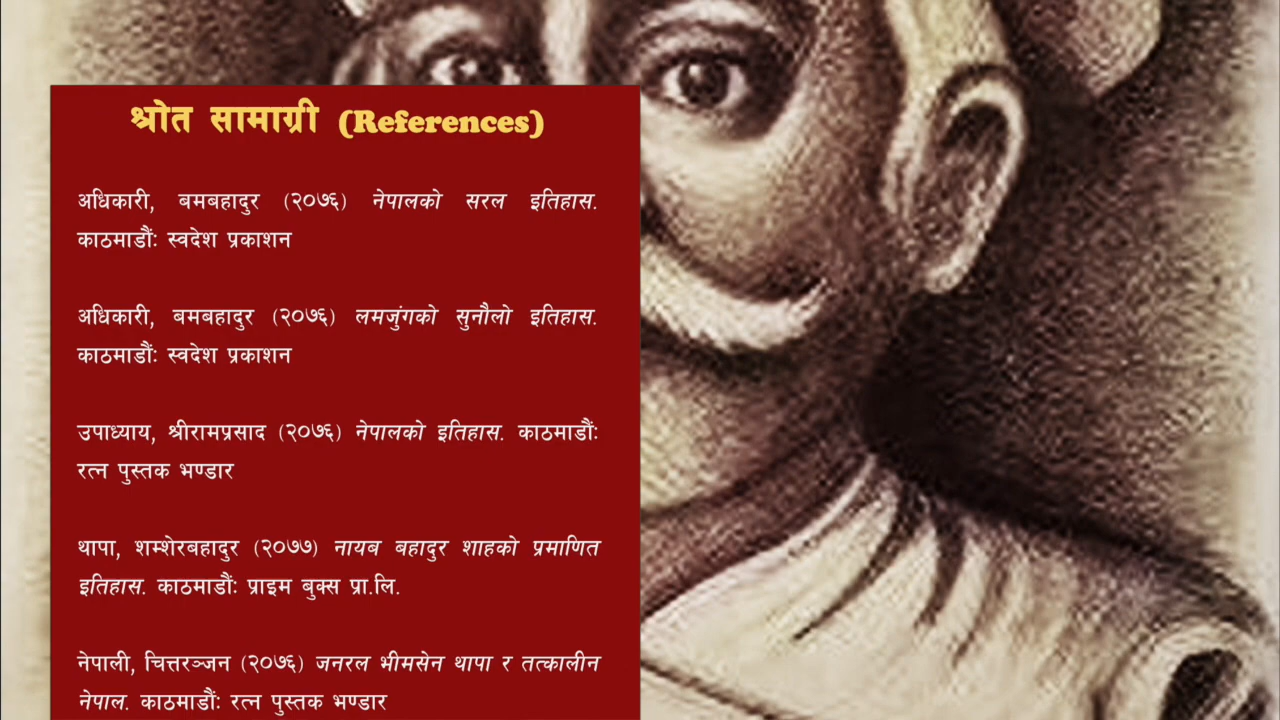 श्रोत सामाग्री (References)
अधिकारी, बमबहादुर (२०७६) नेपालको सरल इतिहास.
काठमाडौंः स्वदेश प्रकाशन
अधिकारी, बमबहादुर (२०७६) लमजुंगको सुनौलो इतिहास.
काठमाडौंः स्वदेश प्रकाशन
उपाध्याय, श्रीरामप्रसाद (२०७६) नेपालको इतिहास. काठमाडौंः
रत्न पुस्तक भण्डार
थापा, शम्शेरबहादुर (२०७७) नायब बहादुर शाहको प्रमाणित
इतिहास. काठमाडौंः प्राइम बुक्स प्रा.लि.
नेपाली, चित्तरञ्जन (२०७६) जनरल भीमसेन थापा र तत्कालीन
नेपाल. काठमाडौंः रत्न पुस्तक भण्डार